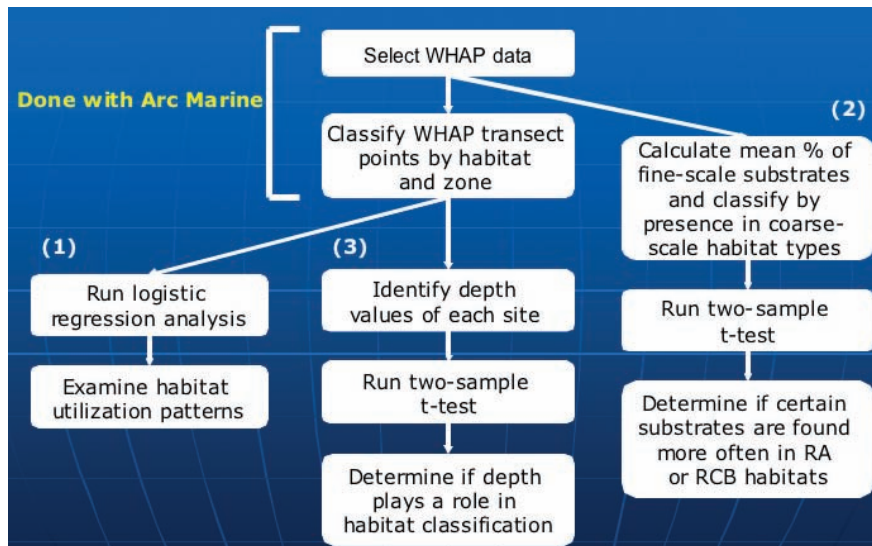 Select WHAP data
Done with Arc Marine
Classify WHAP transect
points by habitat
and zone
(2)
Calculate mean % of
fine-scale substrates
and classify by
presence in coarse-
scale habitat types
(1)
Run logistic
regression analysis
Examine habitat
utilization patterns
(3)
Identify depth
values of each site
Run two-sample
t-test
Determine if depth
plays a role in
habitat classification
Run two-sample
t-test
Determine if certain
substrates are found
more often in RA
or RCB habitats